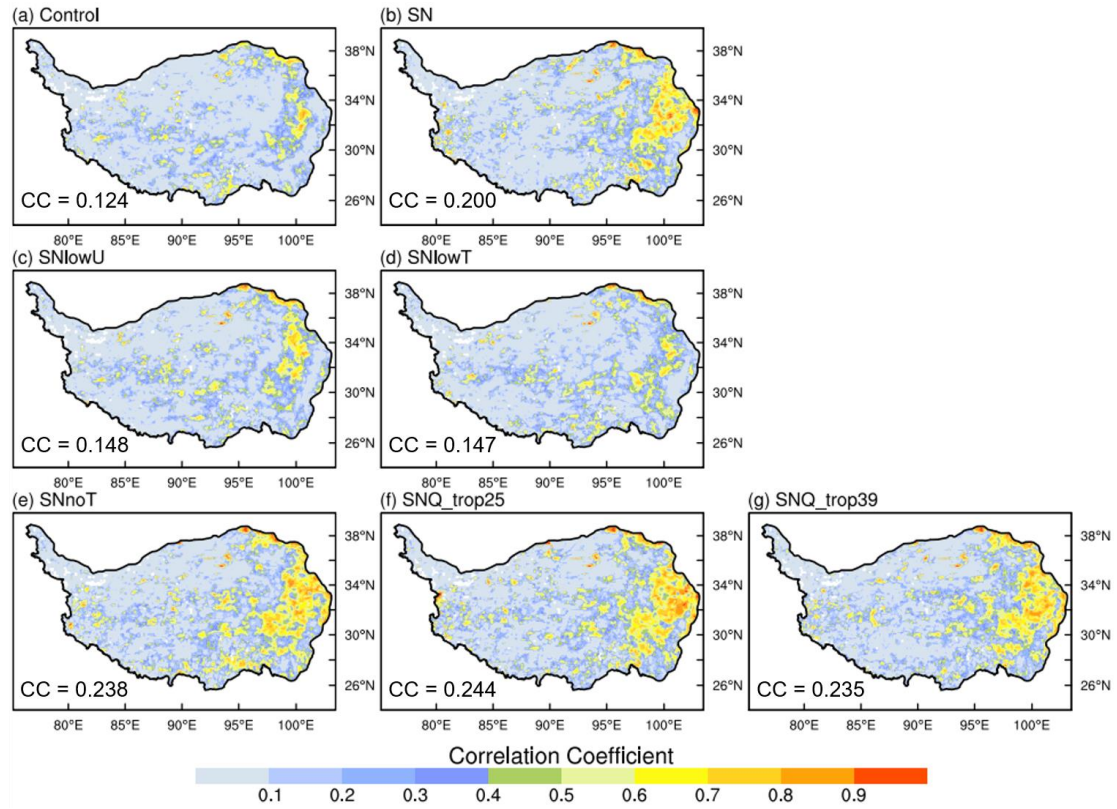 (a) Control
(b) SN
38°N
38°N
34°N
34°N
30°N
30°N
26°N
26°N
CC = 0.124
CC = 0.200
80°E 85°E 90°E 95°E 100°E
80°E 85°E 90°E 95°E 100°E
(c) SNlowU
(d) SNlowT
38°N
38°N
34°N
34°N
30°N
30°N
26°N
26°N
CC = 0.148
CC = 0.147
80°E 85°E 90°E 95°E 100°E
80°E 85°E 90°E 95°E 100°E
(e) SNnoT
(f) SNQ_trop25
(g) SNQ_trop39
38°N
38°N
38°N
34°N
34°N
34°N
30°N
30°N
30°N
26°N
26°N
26°N
CC = 0.238
CC = 0.244
CC = 0.235
80°E 85°E 90°E 95°E 100°E
80°E 85°E 90°E 95°E 100°E
80°E 85°E 90°E 95°E 100°E
Correlation Coefficient
0.1 0.2 0.3 0.4 0.5 0.6 0.7 0.8 0.9